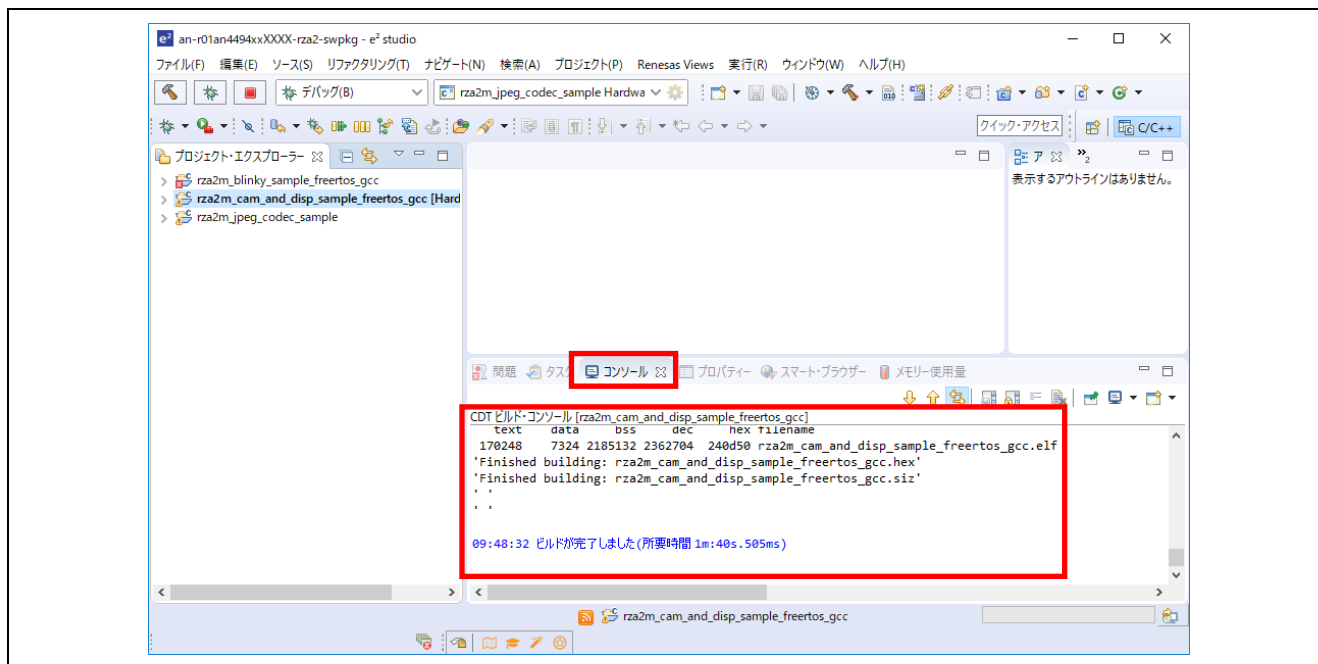 an-r01an4494xxXXXX-rza2-swpkg - e² studio
ファイル(F) 編集(E) ソース(S) リファクタリング(T) ナビゲート(N) 検索(A) プロジェクト(P) Renesas Views 実行(R) ウィンドウ(W) ヘルプ(H)
デバッグ(B) rza2m_jpeg_codec_sample Hardwa
クイック・アクセス C/C++
プロジェクト・エクスプローラー
rza2m_blinky_sample_freertos_gcc
rza2m_cam_and_disp_sample_freertos_gcc [Hard
rza2m_jpeg_codec_sample
ア »2
表示するアウトラインはありません。
問題 タスク コンソール プロパティー スマート・ブラウザー メモリー使用量
CDT ビルド・コンソール [rza2m_cam_and_disp_sample_freertos_gcc]
text data bss dec hex filename
170248 7324 2185132 2362704 240d50 rza2m_cam_and_disp_sample_freertos_gcc.elf
'Finished building: rza2m_cam_and_disp_sample_freertos_gcc.hex'
'Finished building: rza2m_cam_and_disp_sample_freertos_gcc.siz'
' '
' '
09:48:32 ビルドが完了しました(所要時間 1m:40s.505ms)
rza2m_cam_and_disp_sample_freertos_gcc